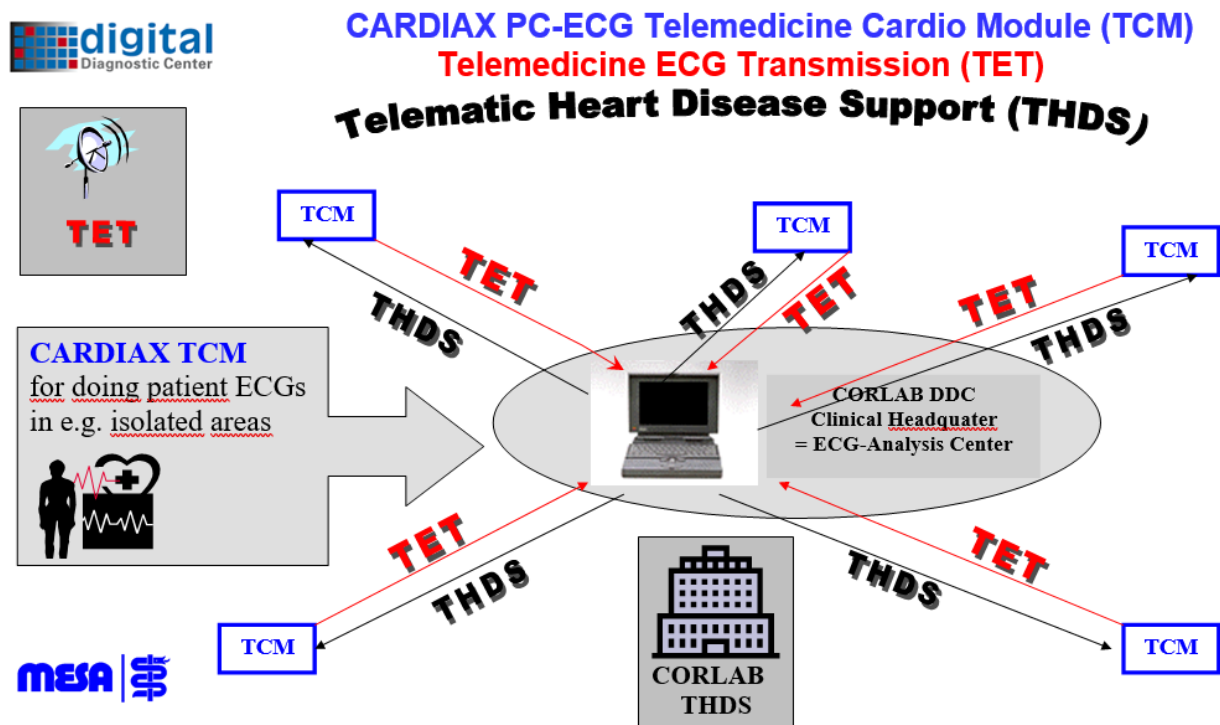 digital
Diagnostic Center
CARDIAX PC-ECG Telemedicine Cardio Module (TCM)
Telemedicine ECG Transmission (TET)
Telematic Heart Disease Support (THDS)
TET
TCM
TCM
TCM
TET
THDS
THDS
TET
TET
THDS
CARDIAX TCM
for doing patient ECGs
in e.g. isolated areas
CORLAB DDC
Clinical Headquater
= ECG-Analysis Center
TET
THDS
THDS
TET
TCM
TCM
CORLAB
THDS
MESA